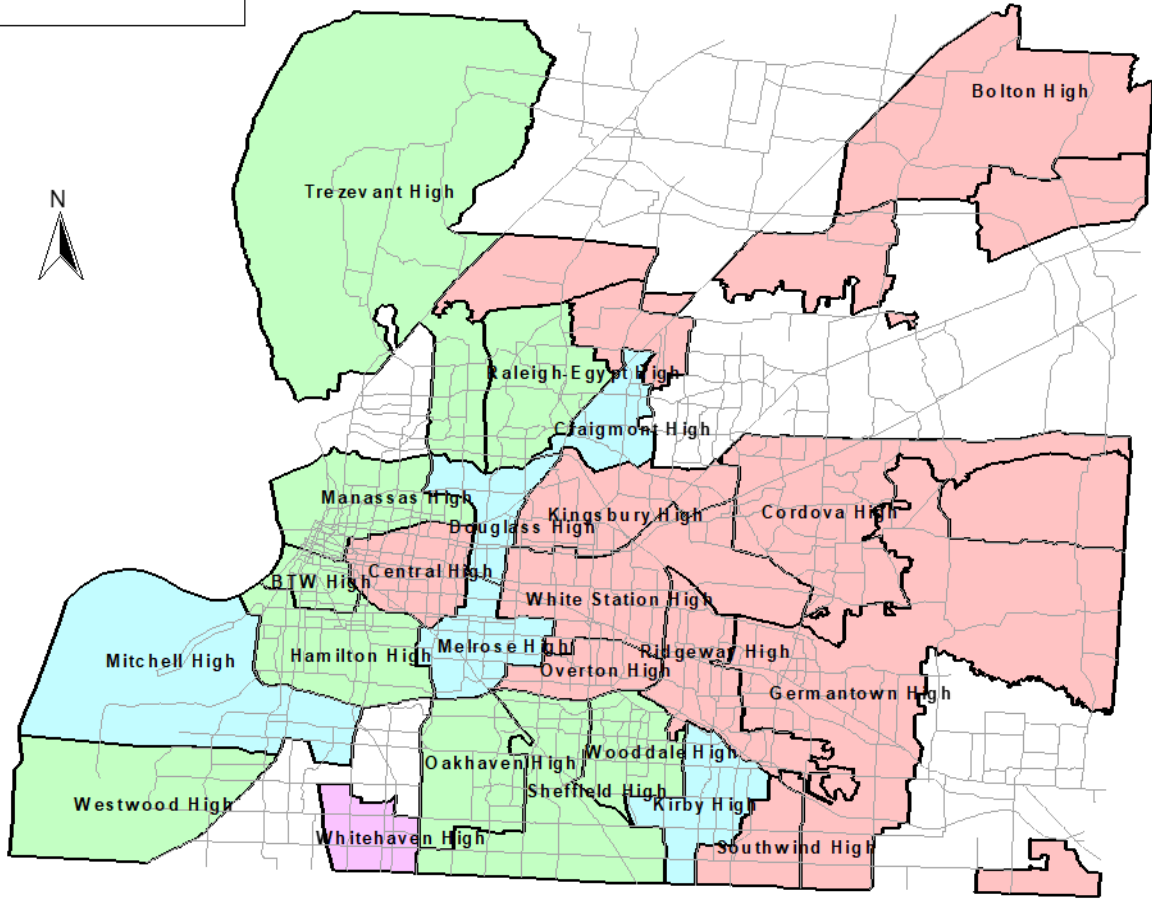 Bolton High
N
Trezevant High
Raleigh-Egypt High
Craigmont High
Manassas High
Kingsbury High
Cordova High
Douglass High
Central High
BTW High
White Station High
Melrose High
Ridgeway High
Hamilton High
Mitchell High
Overton High
Germantown High
Wooddale High
Oakhaven High
Sheffield High
Westwood High
Kirby High
Whitehaven High
Southwind High